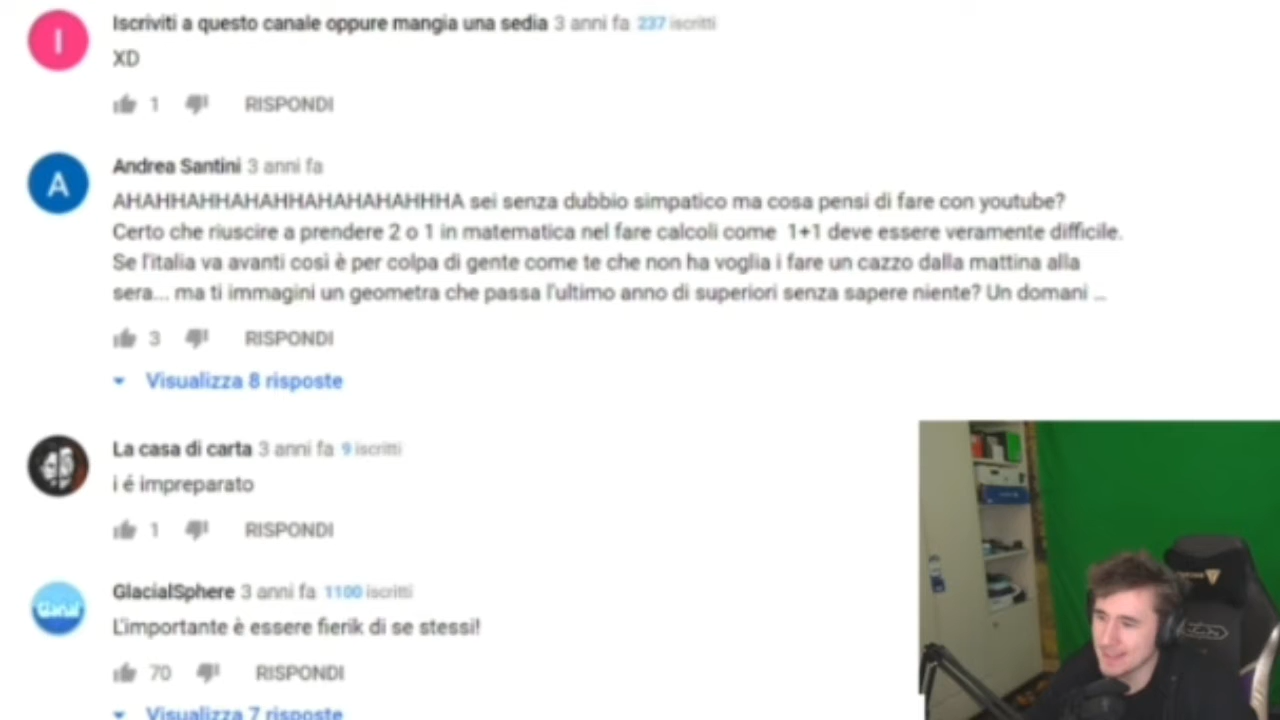 I
Iscriviti a questo canale oppure mangia una sedia 3 anni fa 237 iscritti
XD
1 RISPONDI
A
Andrea Santini 3 anni fa
AHAHHAHHAHAHHAHAHAHAHHHA sei senza dubbio simpatico ma cosa pensi di fare con youtube?
Certo che riuscire a prendere 2 o 1 in matematica nel fare calcoli come 1+1 deve essere veramente difficile.
Se l'italia va avanti così è per colpa di gente come te che non ha voglia i fare un cazzo dalla mattina alla
sera... ma ti immagini un geometra che passa l'ultimo anno di superiori senza sapere niente? Un domani ...
3 RISPONDI
Visualizza 8 risposte
La casa di carta 3 anni fa 9 iscritti
i é impreparato
1 RISPONDI
GlacialSphere 3 anni fa 1100 iscritti
L'importante è essere fierik di se stessi!
70 RISPONDI
Visualizza 7 risposte